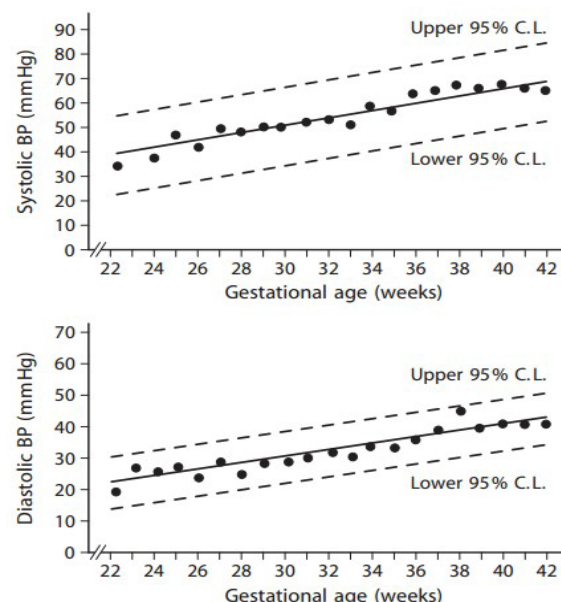 Upper 95% C.L.
90
80
70
60
50
40
30
20
10
0
Systolic BP (mmHg)
Lower 95% C.L.
22 24 26 28 30 32 34 36 38 40 42
Gestational age (weeks)
70
60
50
40
30
20
10
0
Diastolic BP (mmHg)
Upper 95% C.L.
Lower 95% C.L.
22 24 26 28 30 32 34 36 38 40 42
Gestational age (weeks)